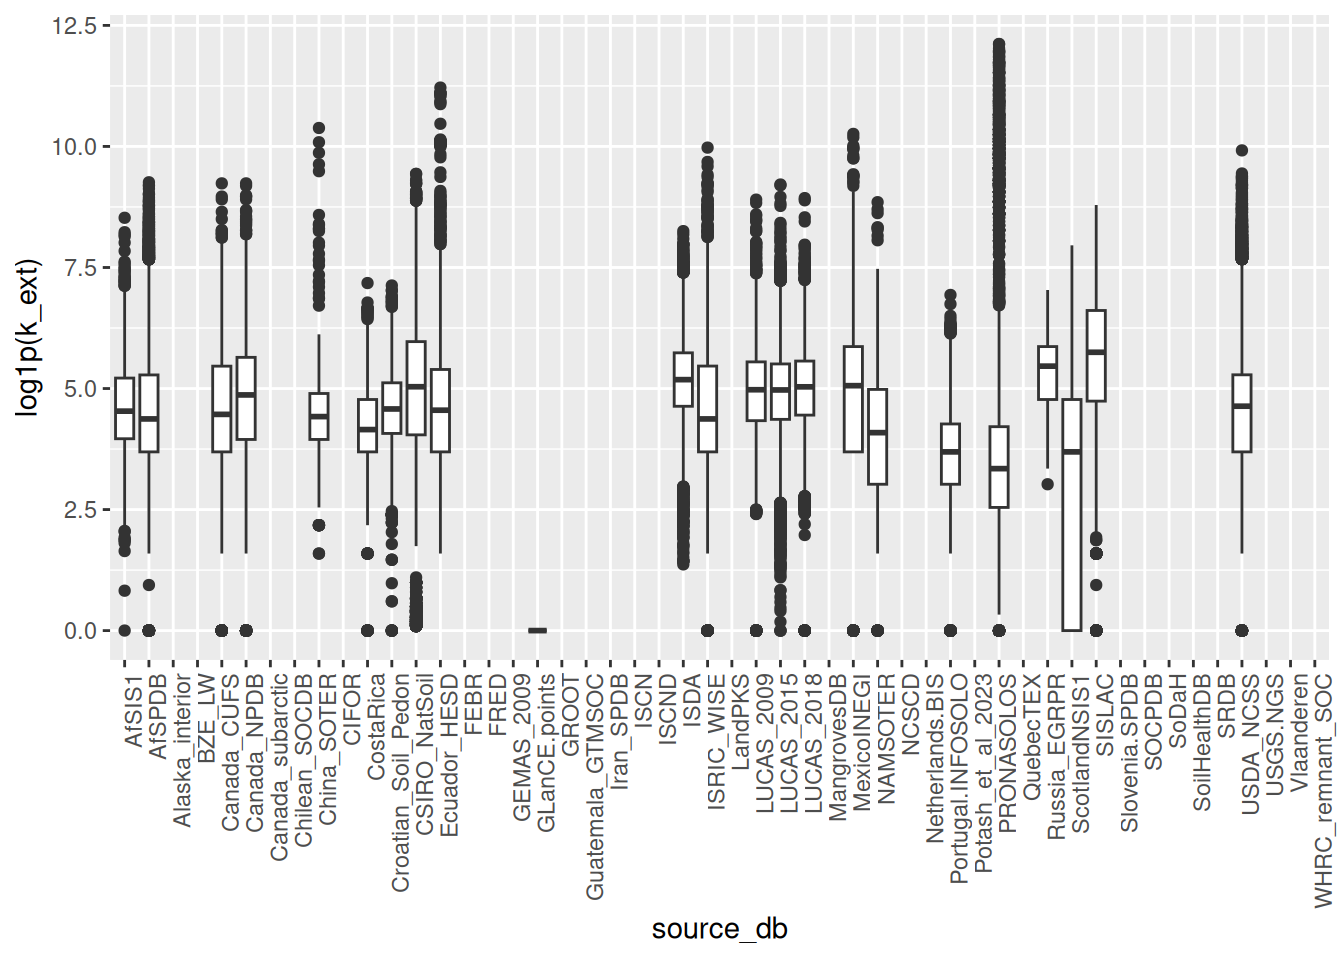 12.5
10.0
7.5
5.0
2.5
0.0
log1p(k_ext)
AfSIS1
AfSPDB
Alaska_interior
BZE_LW
Canada_CUFS
Canada_NPDB
Canada_subarctic
Chilean_SOCDB
China_SOTER
CIFOR
CostaRica
Croatian_Soil_Pedon
CSIRO_NatSoil
Ecuador_HESD
FEBR
FRED
GEMAS_2009
GLanCE.points
GROOT
Guatemala_GTMSOC
Iran_SPDB
ISCN
ISCND
ISDA
ISRIC_WISE
LandPKS
LUCAS_2009
LUCAS_2015
LUCAS_2018
MangrovesDB
MexicoINEGI
NAMSOTER
NCSCD
Netherlands.BIS
Portugal.INFOSOLO
Potash_et_al_2023
PRONASOLOS
QuebecTEX
Russia_EGRPR
ScotlandNSIS1
SISLAC
Slovenia.SPDB
SOCPDB
SoDaH
SoilHealthDB
SRDB
USDA_NCSS
USGS.NGS
Vlaanderen
WHRC_remnant_SOC
source_db